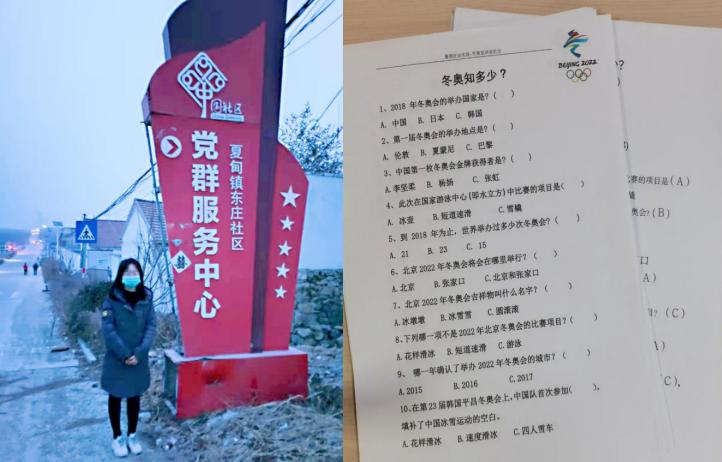 夏甸镇东庄社区
党群服务中心
BEIJING 2022
冬奥知多少？
1、2018 年冬奥会的举办国家是?(    )
A. 中国  B. 日本  C. 韩国
2、第一届冬奥会的举办地点是?(    )
A. 伦敦  B. 夏蒙尼  C. 巴黎
3、中国第一枚冬奥会金牌获得者是?(    )
A. 李坚柔  B. 杨扬  C. 张虹
4、此次在国家游泳中心(即水立方)中比赛的项目是(    )
A. 冰壶  B.短道速滑  C.雪橇
5、到 2018 年为止，世界举办过多少次冬奥会?(    )
A. 21  B. 23  C. 15
6、北京 2022 年冬奥会将会在哪里举行?(    )
A.北京  B.张家口  C.北京和张家口
7、北京 2022 年冬奥会吉祥物叫什么名字?(    )
A.冰墩墩  B.冰雪雪  C.圆滚滚
8、下列哪一项不是 2022 年北京冬奥会的比赛项目?(    )
A.花样滑冰  B.短道速滑  C.游泳
9、 哪一年确认了举办 2022 年冬奥会的城市?(    )
A.2015  B.2016  C.2017
10、在第 23 届韩国平昌冬奥会上,中国队首次参加(    ),
填补了中国冰雪运动的空白。
A.花样滑冰  B.速度滑冰  C.四人雪车
?
比赛的项目是(A)
奥会?(B)
口
(A)
?(C)
1)
C),